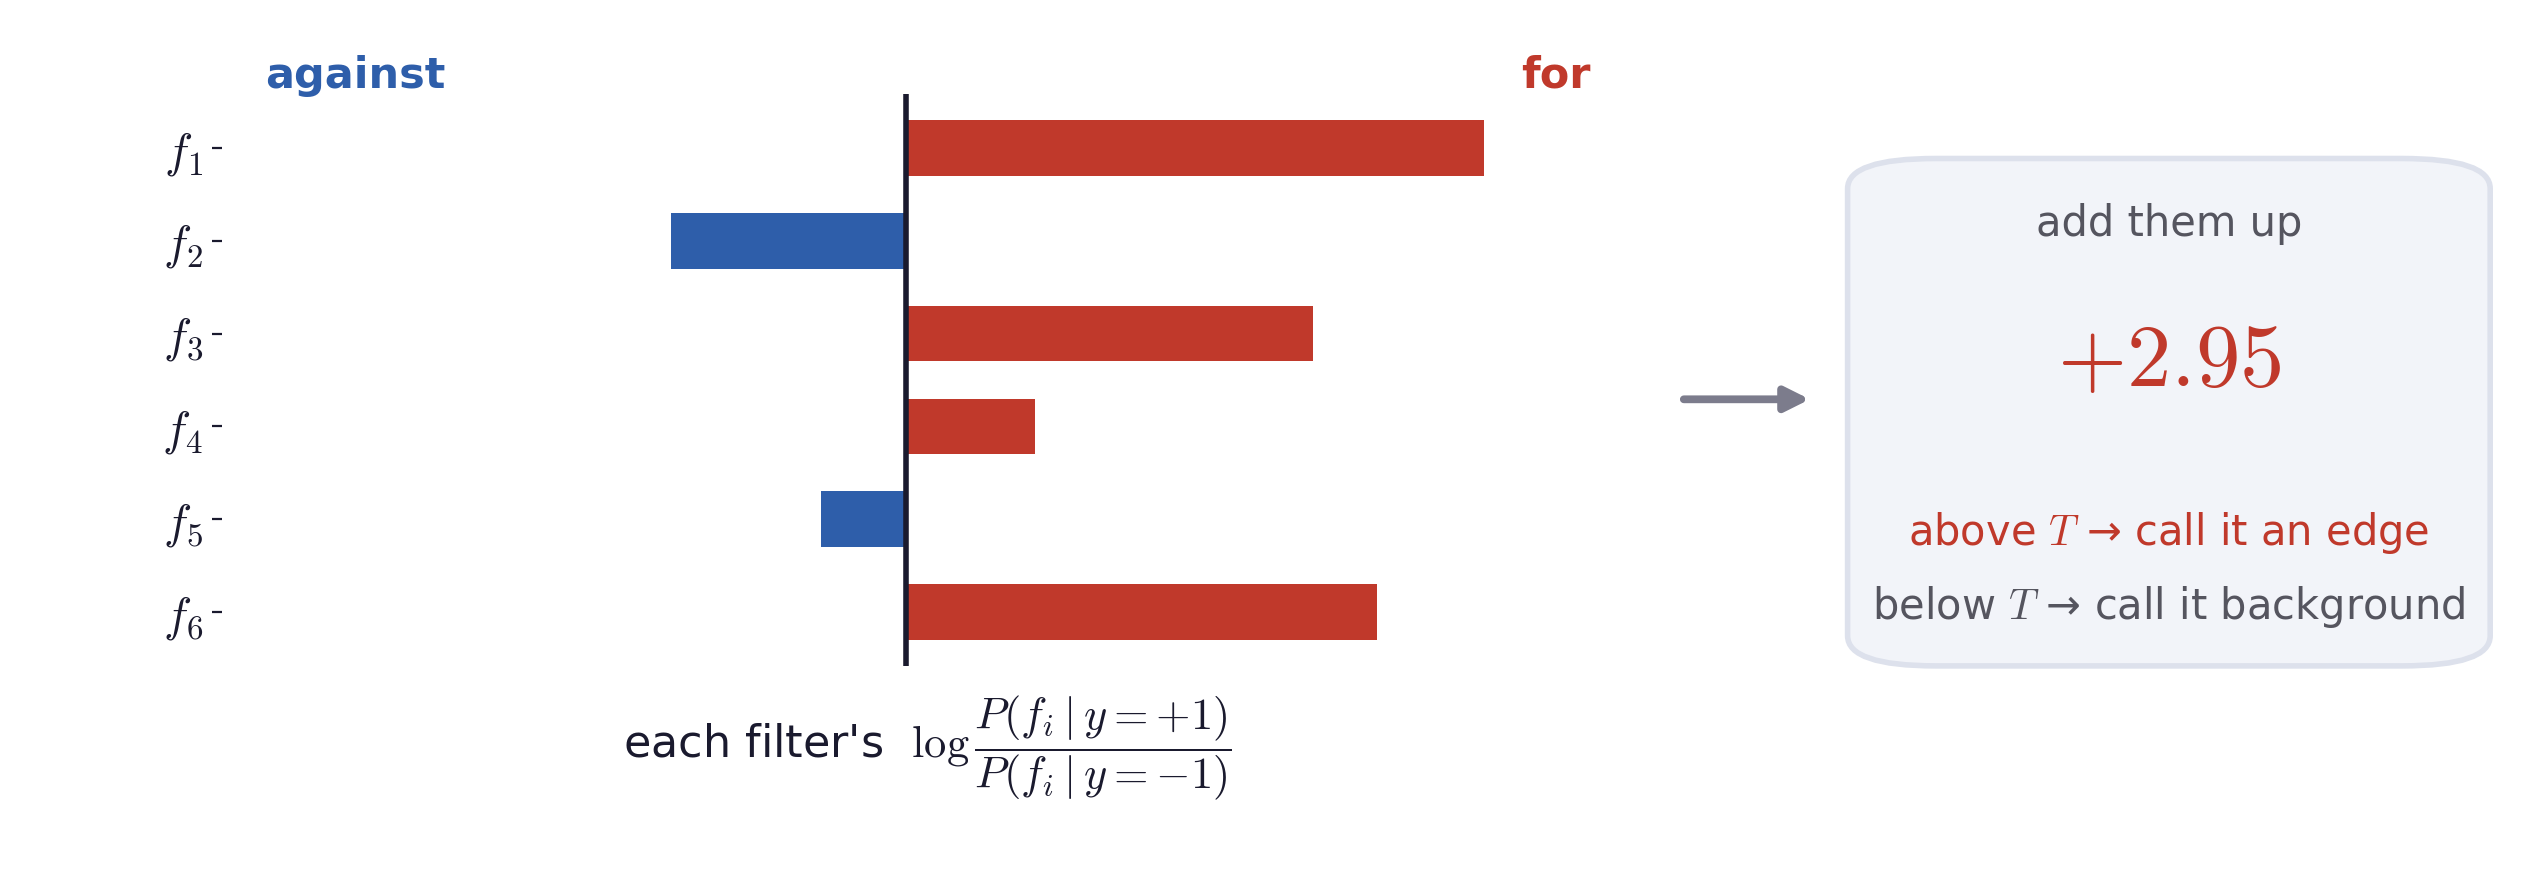 against for
f₁
f₂
f₃
f₄
f₅
f₆
add them up
+2.95
above T → call it an edge
below T → call it background
each filter's log P(fᵢ | y = +1) / P(fᵢ | y = −1)